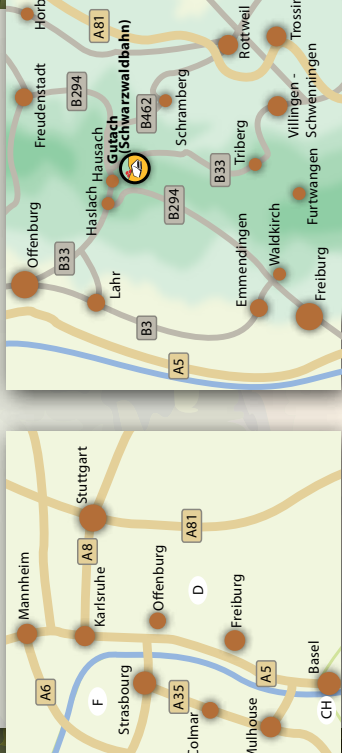 Horb
A81
Rottweil
Trossin
Freudenstadt
B294
B462
Schramberg
Villingen -
Schwenningen
Hausach
Gutach
(Schwarzwaldbahn)
Haslach
B33
Triberg
B294
Furtwangen
Offenburg
B33
Lahr
Emmendingen
Waldkirch
Freiburg
B3
A5
Stuttgart
Mannheim
A8
A81
Karlsruhe
Offenburg
D
Freiburg
A6
F
Strasbourg
A35
A5
Basel
Colmar
Mulhouse
CH